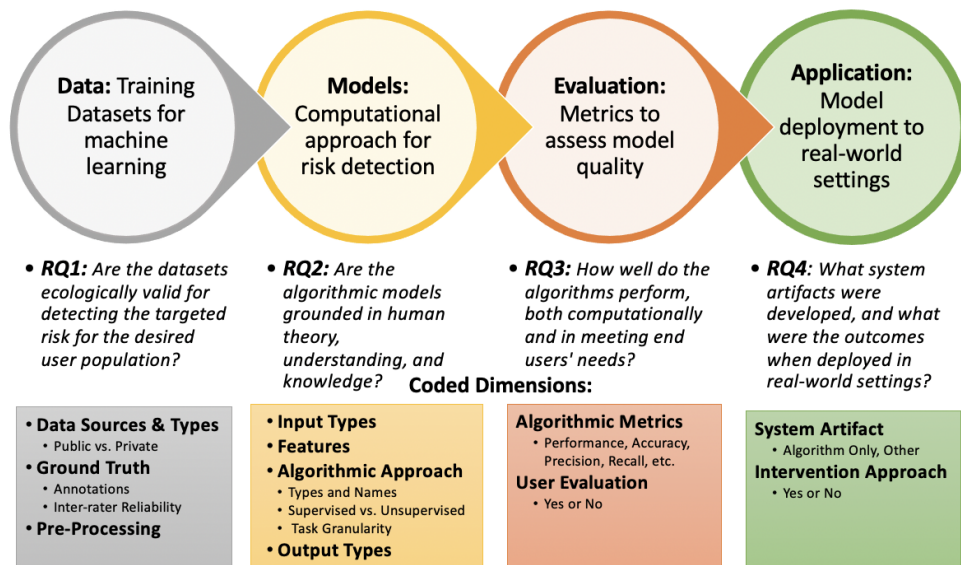 Data: Training
Datasets for
machine
learning
Models:
Computational
approach for
risk detection
Evaluation:
Metrics to
assess model
quality
Application:
Model
deployment to
real-world
settings
• RQ1: Are the datasets
ecologically valid for
detecting the targeted
risk for the desired
user population?
• RQ2: Are the
algorithmic models
grounded in human
theory,
understanding, and
knowledge?
• RQ3: How well do the
algorithms perform,
both computationally
and in meeting end
users' needs?
• RQ4: What system
artifacts were
developed, and what
were the outcomes
when deployed in
real-world settings?
Coded Dimensions:
• Data Sources & Types
• Public vs. Private
• Ground Truth
• Annotations
• Inter-rater Reliability
• Pre-Processing
• Input Types
• Features
• Algorithmic Approach
• Types and Names
• Supervised vs. Unsupervised
• Task Granularity
• Output Types
Algorithmic Metrics
• Performance, Accuracy,
Precision, Recall, etc.
User Evaluation
• Yes or No
System Artifact
• Algorithm Only, Other
Intervention Approach
• Yes or No